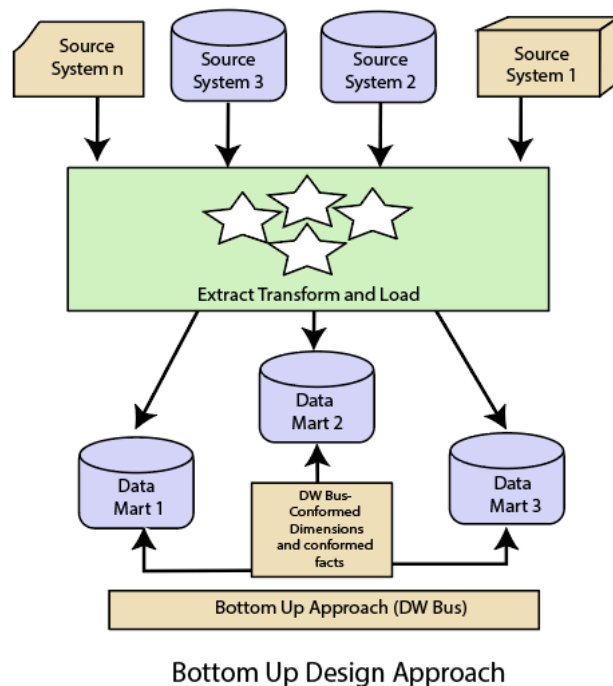 Source
System n
Source
System 3
Source
System 2
Source
System 1
Extract Transform and Load
Data
Mart 2
Data
Mart 1
DW Bus-
Conformed
Dimensions
and conformed
facts
Data
Mart 3
Bottom Up Approach (DW Bus)
Bottom Up Design Approach